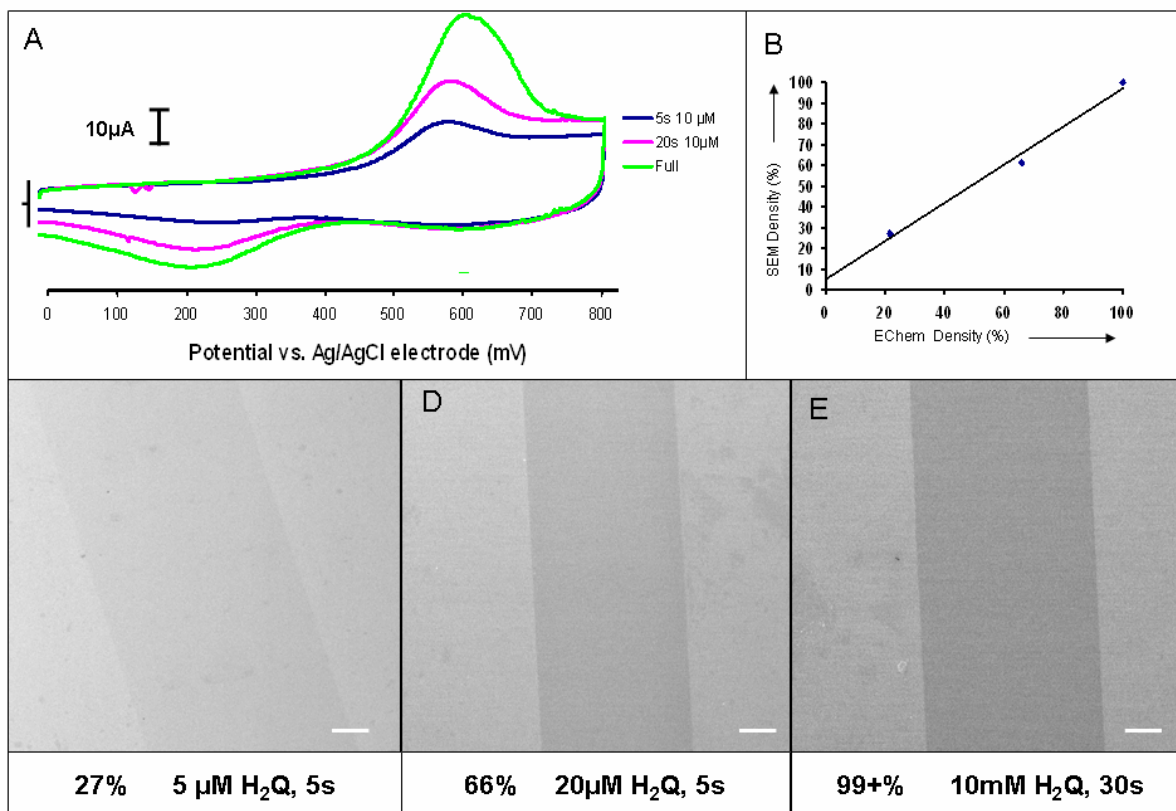 A
10µA
5s 10 µM
20s 10µM
Full
0 100 200 300 400 500 600 700 800
Potential vs. Ag/AgCl electrode (mV)
B
SEM Density (%)
100
90
80
70
60
50
40
30
20
10
0
0 20 40 60 80 100
EChem Density (%)
D
E
27% 5 µM H₂Q, 5s
66% 20µM H₂Q, 5s
99+% 10mM H₂Q, 30s